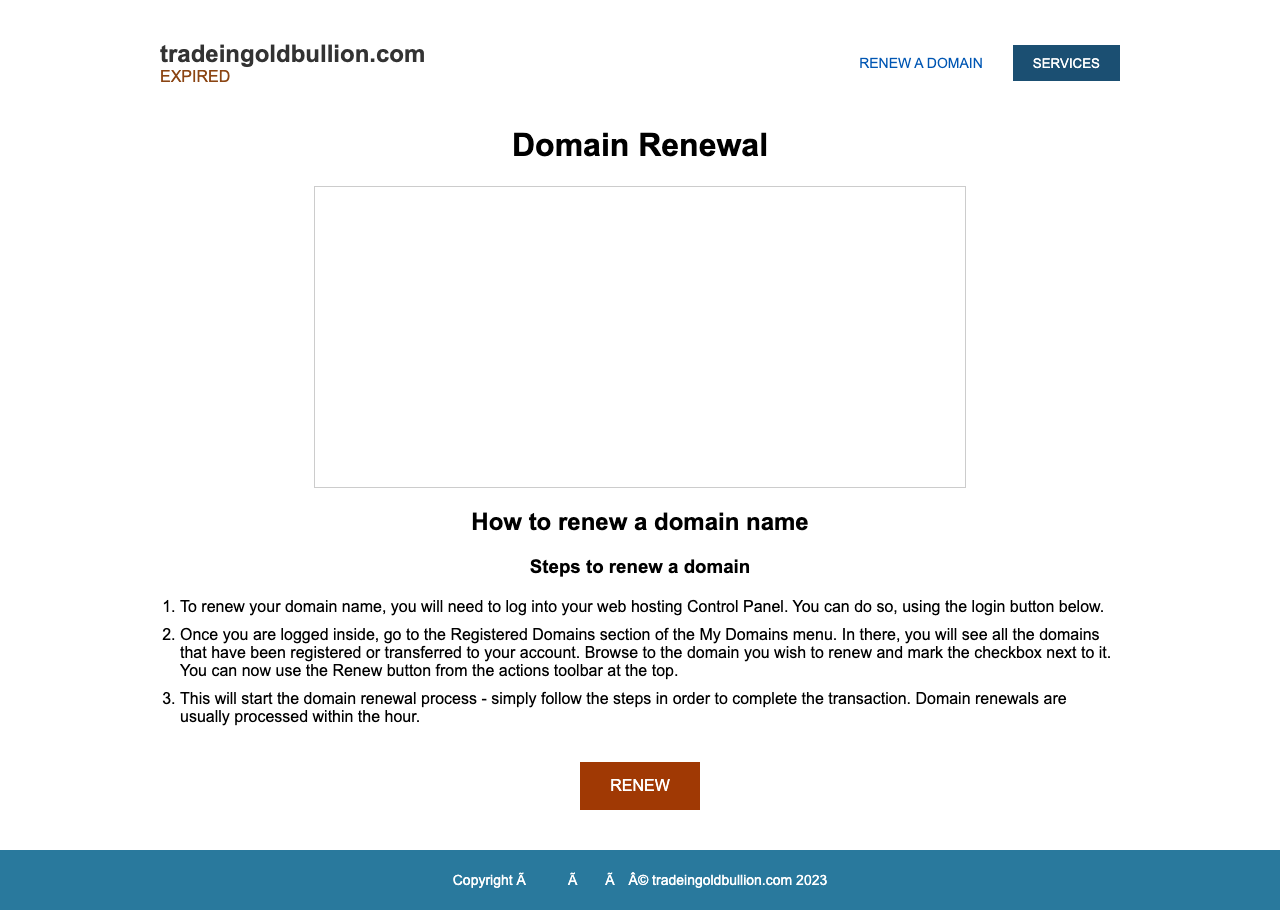 tradeingoldbullion.com
EXPIRED
RENEW A DOMAIN
SERVICES
Domain Renewal
How to renew a domain name
Steps to renew a domain
1. To renew your domain name, you will need to log into your web hosting Control Panel. You can do so, using the login button below.
2. Once you are logged inside, go to the Registered Domains section of the My Domains menu. In there, you will see all the domains
that have been registered or transferred to your account. Browse to the domain you wish to renew and mark the checkbox next to it.
You can now use the Renew button from the actions toolbar at the top.
3. This will start the domain renewal process - simply follow the steps in order to complete the transaction. Domain renewals are
usually processed within the hour.
RENEW
Copyright Ã Ã Ã Â© tradeingoldbullion.com 2023